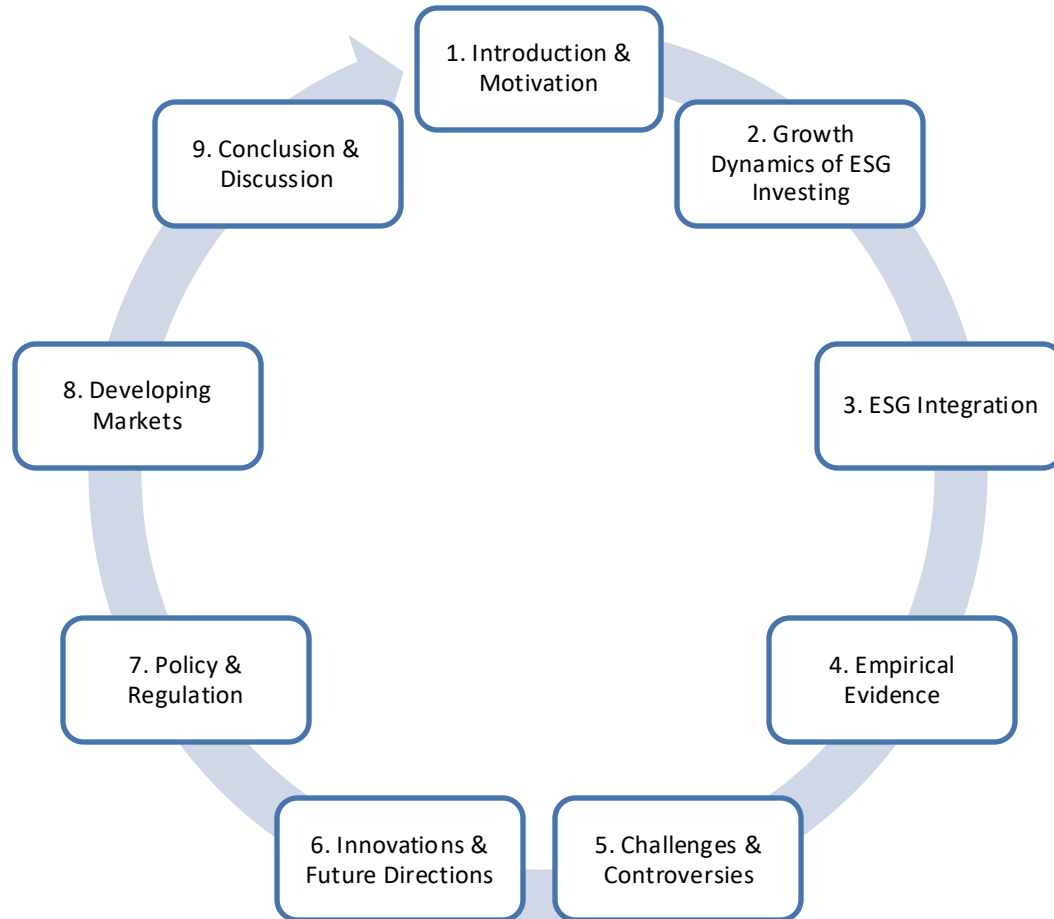 1. Introduction &
Motivation
2. Growth
Dynamics of ESG
Investing
3. ESG Integration
4. Empirical
Evidence
5. Challenges &
Controversies
6. Innovations &
Future Directions
7. Policy &
Regulation
8. Developing
Markets
9. Conclusion &
Discussion